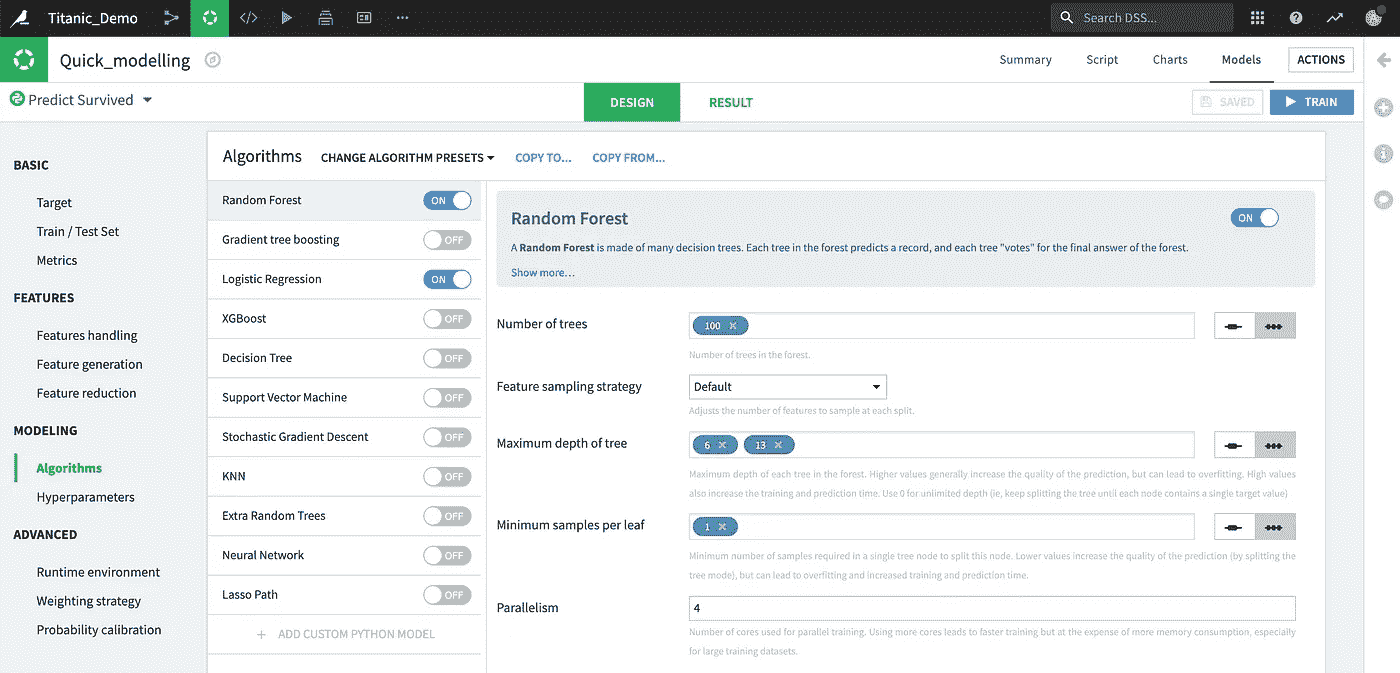 Titanic_Demo
Search DSS...
Quick_modelling
Summary
Script
Charts
Models
ACTIONS
Predict Survived
DESIGN
RESULT
SAVED
TRAIN
BASIC
Target
Train / Test Set
Metrics
FEATURES
Features handling
Feature generation
Feature reduction
MODELING
Algorithms
Hyperparameters
ADVANCED
Runtime environment
Weighting strategy
Probability calibration
Algorithms
CHANGE ALGORITHM PRESETS
COPY TO...
COPY FROM...
Random Forest
ON
Gradient tree boosting
OFF
Logistic Regression
ON
XGBoost
OFF
Decision Tree
OFF
Support Vector Machine
OFF
Stochastic Gradient Descent
OFF
KNN
OFF
Extra Random Trees
OFF
Neural Network
OFF
Lasso Path
OFF
+ ADD CUSTOM PYTHON MODEL
Random Forest
ON
A Random Forest is made of many decision trees. Each tree in the forest predicts a record, and each tree "votes" for the final answer of the forest.
Show more...
Number of trees
100
Number of trees in the forest.
Feature sampling strategy
Default
Adjusts the number of features to sample at each split.
Maximum depth of tree
6
13
Maximum depth of each tree in the forest. Higher values generally increase the quality of the prediction, but can lead to overfitting. High values
also increase the training and prediction time. Use 0 for unlimited depth (ie, keep splitting the tree until each node contains a single target value)
Minimum samples per leaf
1
Minimum number of samples required in a single tree node to split this node. Lower values increase the quality of the prediction (by splitting the
tree mode), but can lead to overfitting and increased training and prediction time.
Parallelism
4
Number of cores used for parallel training. Using more cores leads to faster training but at the expense of more memory consumption, especially
for large training datasets.